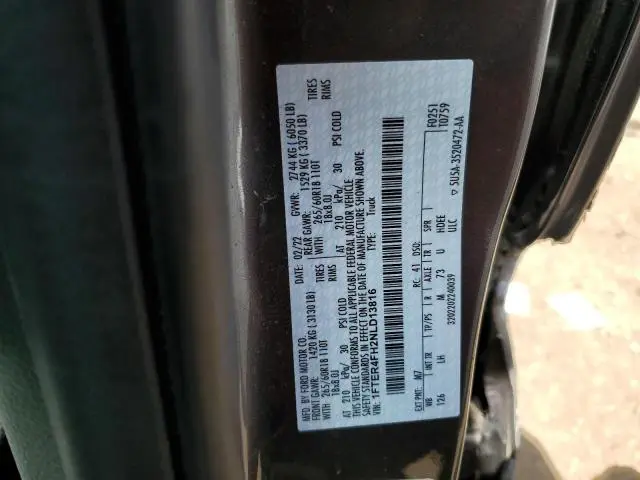 MFD. BY FORD MOTOR CO.
DATE: 02/22 GVWR: 2744 KG ( 6050 LB)
FRONT GAWR: 1420 KG ( 3130 LB) REAR GAWR: 1529 KG ( 3370 LB)
WITH 265/60R18 110T TIRES WITH 265/60R18 110T TIRES
18x8.0J RIMS 18x8.0J RIMS
AT 210 kPa/ 30 PSI COLD AT 210 kPa/ 30 PSI COLD
THIS VEHICLE CONFORMS TO ALL APPLICABLE FEDERAL MOTOR VEHICLE
SAFETY STANDARDS IN EFFECT ON THE DATE OF MANUFACTURE SHOWN ABOVE.
VIN: 1FTER4FH2NLD13816 TYPE: Truck
F0251
T0759
EXT PNT: M7 RC: 41 DSO:
WB INT TR TP/PS R AXLE TR SPR
126 LH M 73 U HDEE
ULC
3202202240039 ▽ 5U5A-3520472-AA